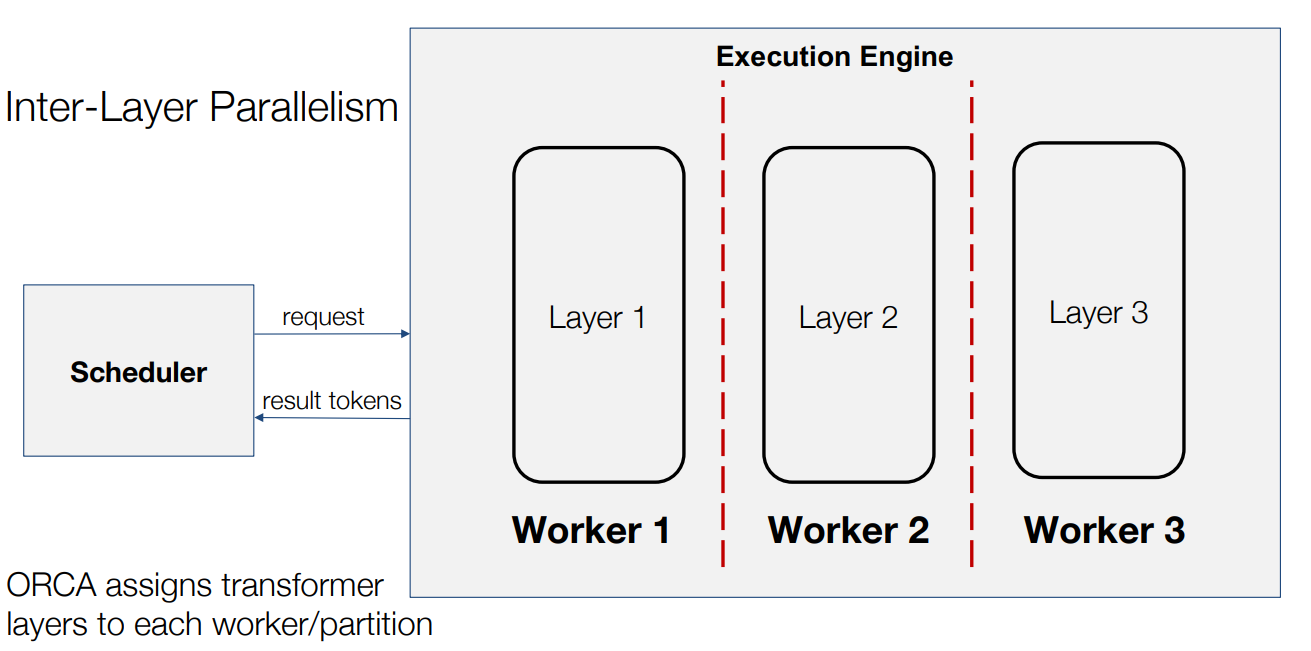 Execution Engine
Inter-Layer Parallelism
Layer 1
Layer 2
Layer 3
request
Scheduler
result tokens
Worker 1
Worker 2
Worker 3
ORCA assigns transformer
layers to each worker/partition